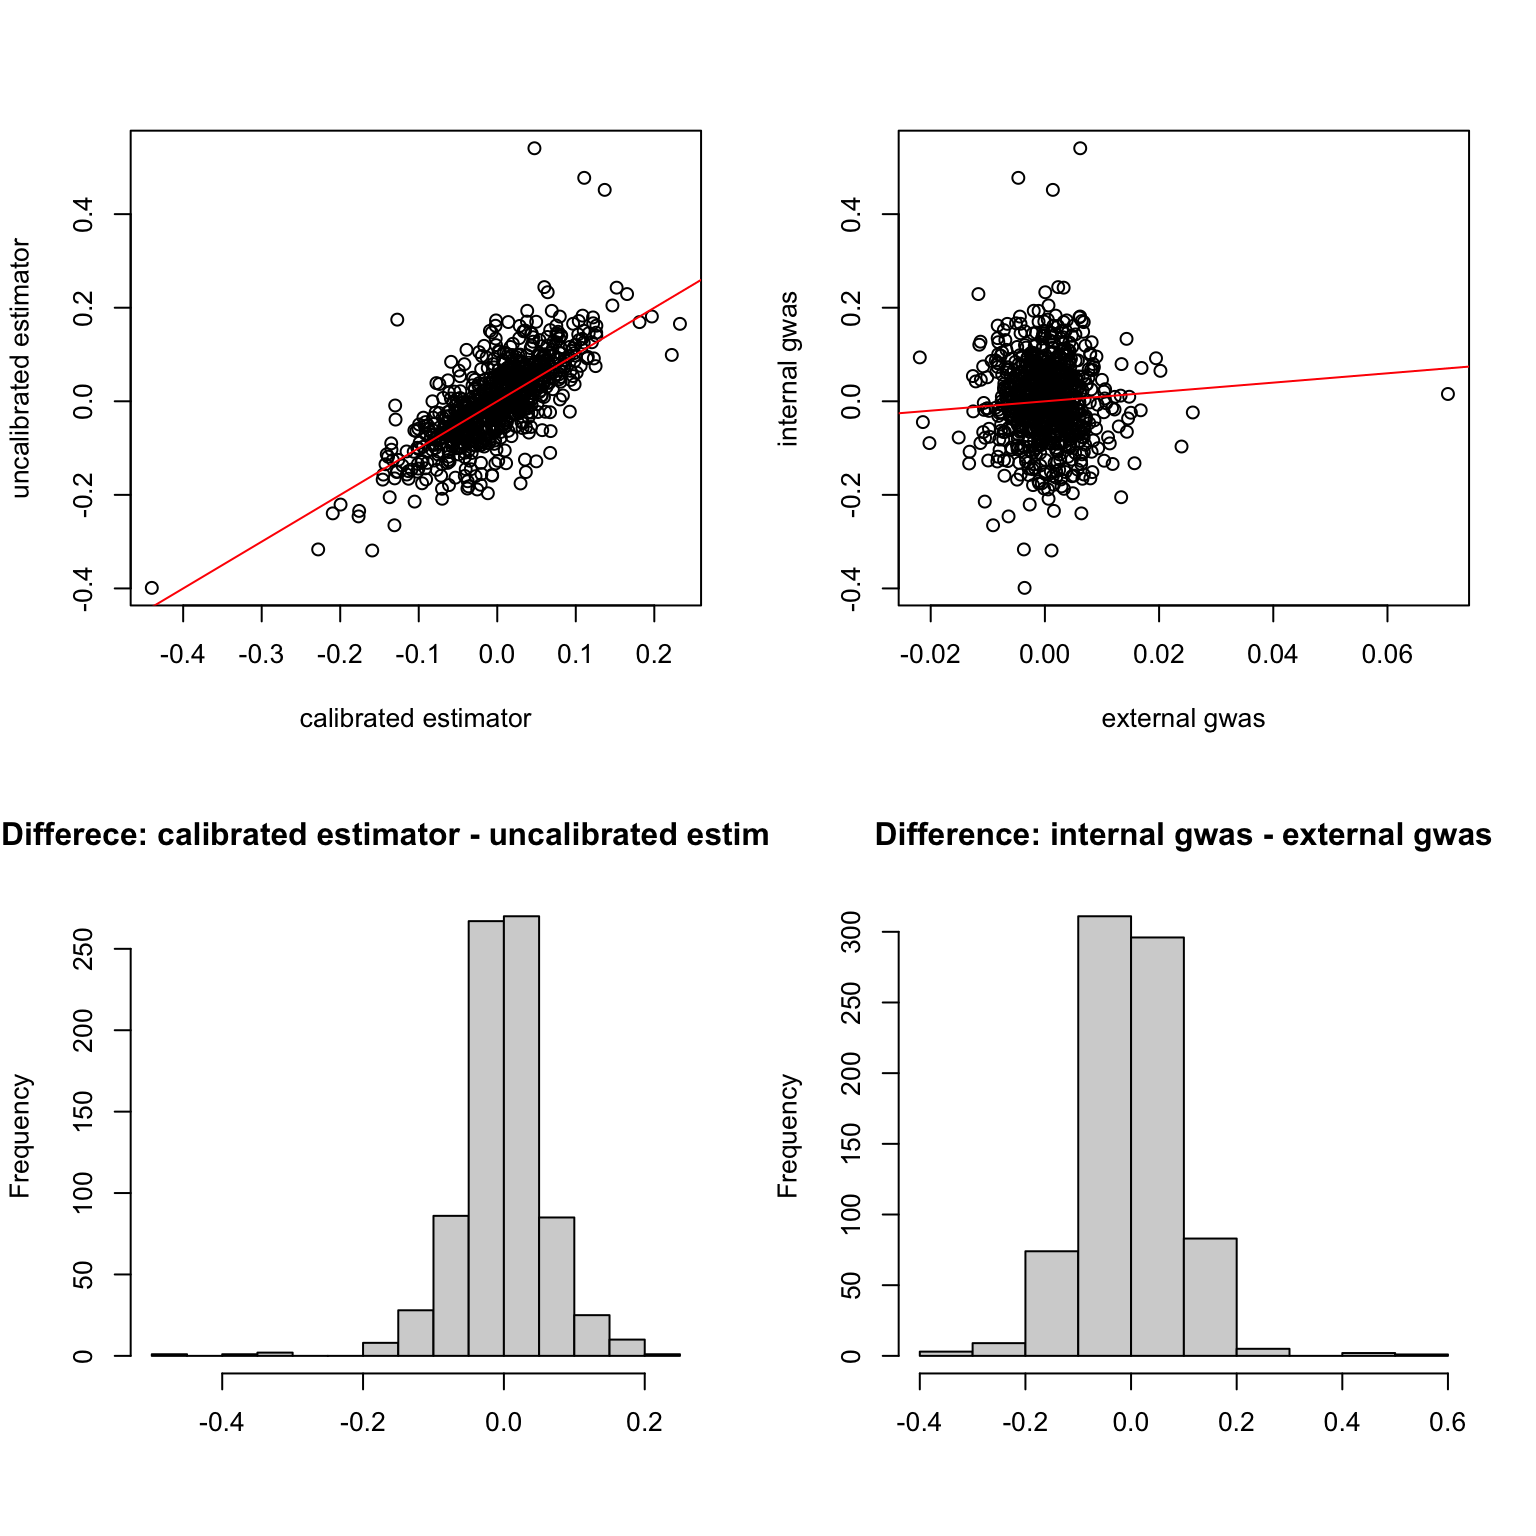 uncalibrated estimator
-0.4 -0.2 0.0 0.2 0.4
-0.4 -0.3 -0.2 -0.1 0.0 0.1 0.2
calibrated estimator
internal gwas
-0.4 -0.2 0.0 0.2 0.4
-0.02 0.00 0.02 0.04 0.06
external gwas
Differece: calibrated estimator - uncalibrated estim
Frequency
0 50 100 150 200 250
-0.4 -0.2 0.0 0.2
Difference: internal gwas - external gwas
Frequency
0 50 100 150 200 250 300
-0.4 -0.2 0.0 0.2 0.4 0.6